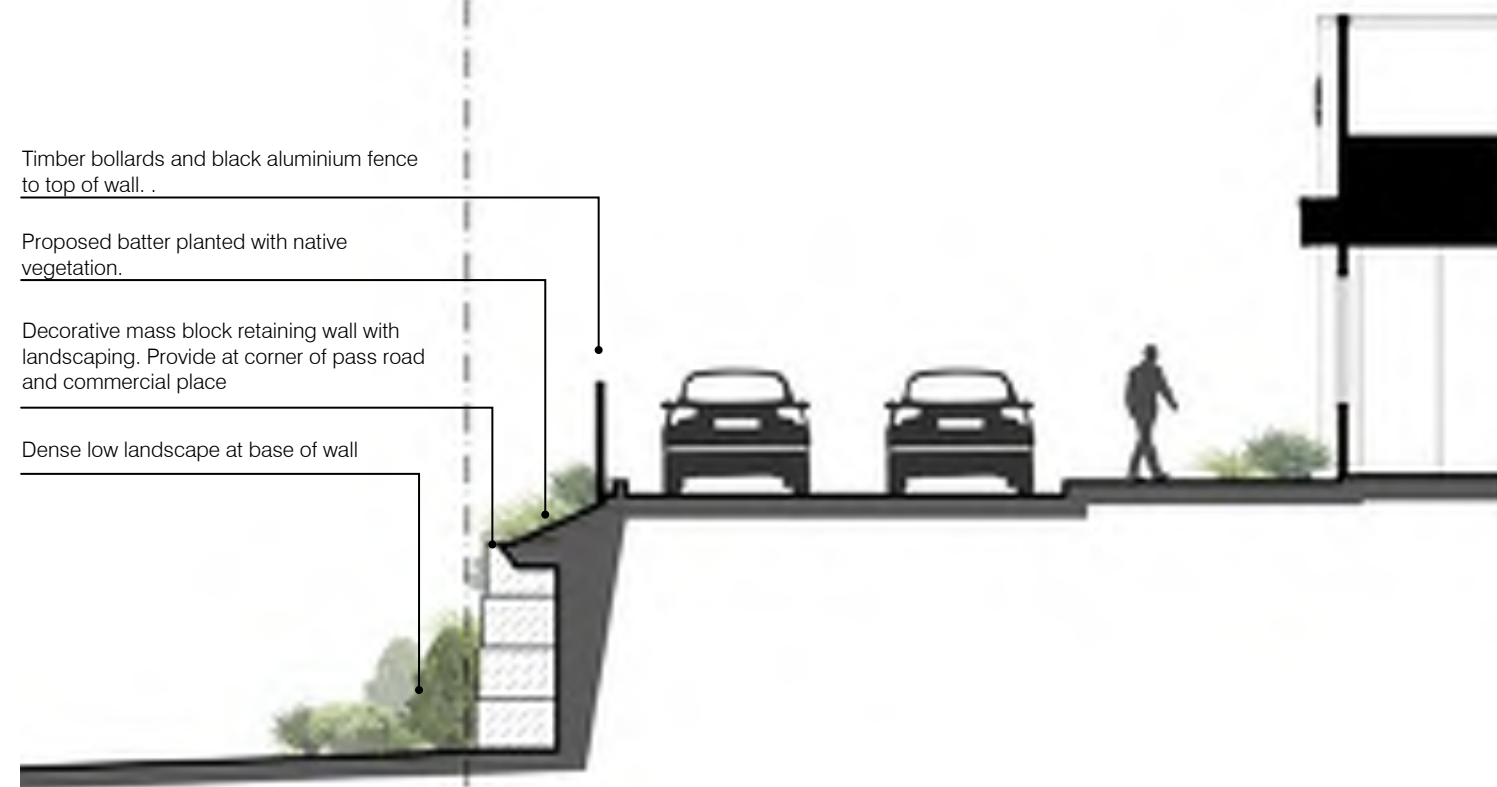 Timber bollards and black aluminium fence
to top of wall. .
Proposed batter planted with native
vegetation.
Decorative mass block retaining wall with
landscaping. Provide at corner of pass road
and commercial place
Dense low landscape at base of wall